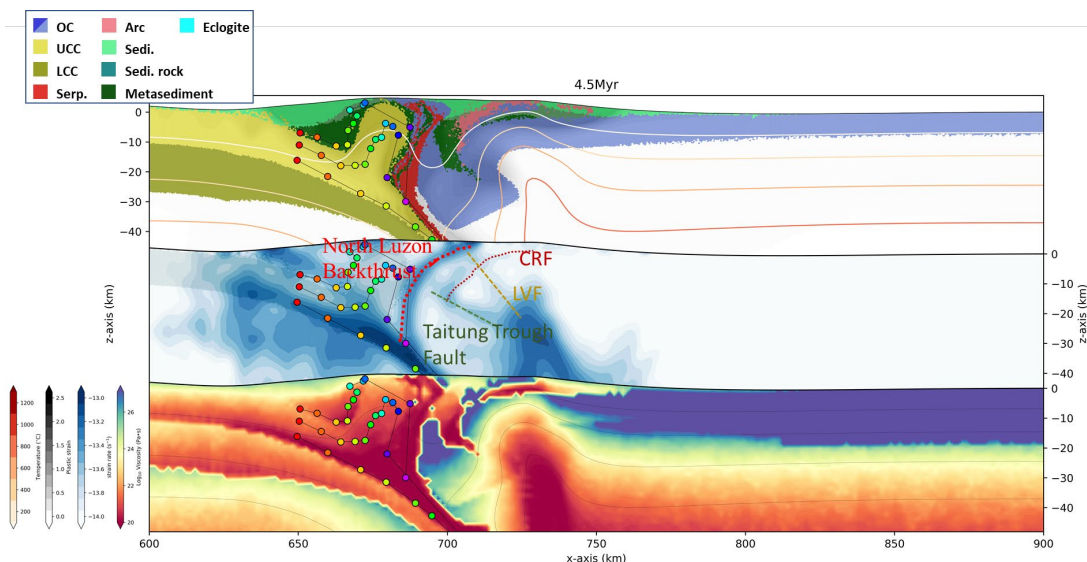 OC
Arc
Eclogite
UCC
Sedi.
LCC
Sedi. rock
Serp.
Metasediment
4.5Myr
0
−10
−20
−30
−40
North Luzon
Backthrust
CRF
LVF
Taitung Trough
Fault
z-axis (km)
0
−10
−20
−30
−40
z-axis (km)
0
−10
−20
−30
−40
1200
1000
800
600
400
200
Temperature (°C)
2.5
2.0
1.5
1.0
0.5
0.0
Plastic strain
−13.0
−13.2
−13.4
−13.6
−13.8
−14.0
strain rate (s⁻¹)
26
24
22
20
Log₁₀ Viscosity (Pa•s)
600
650
700
750
800
850
900
x-axis (km)